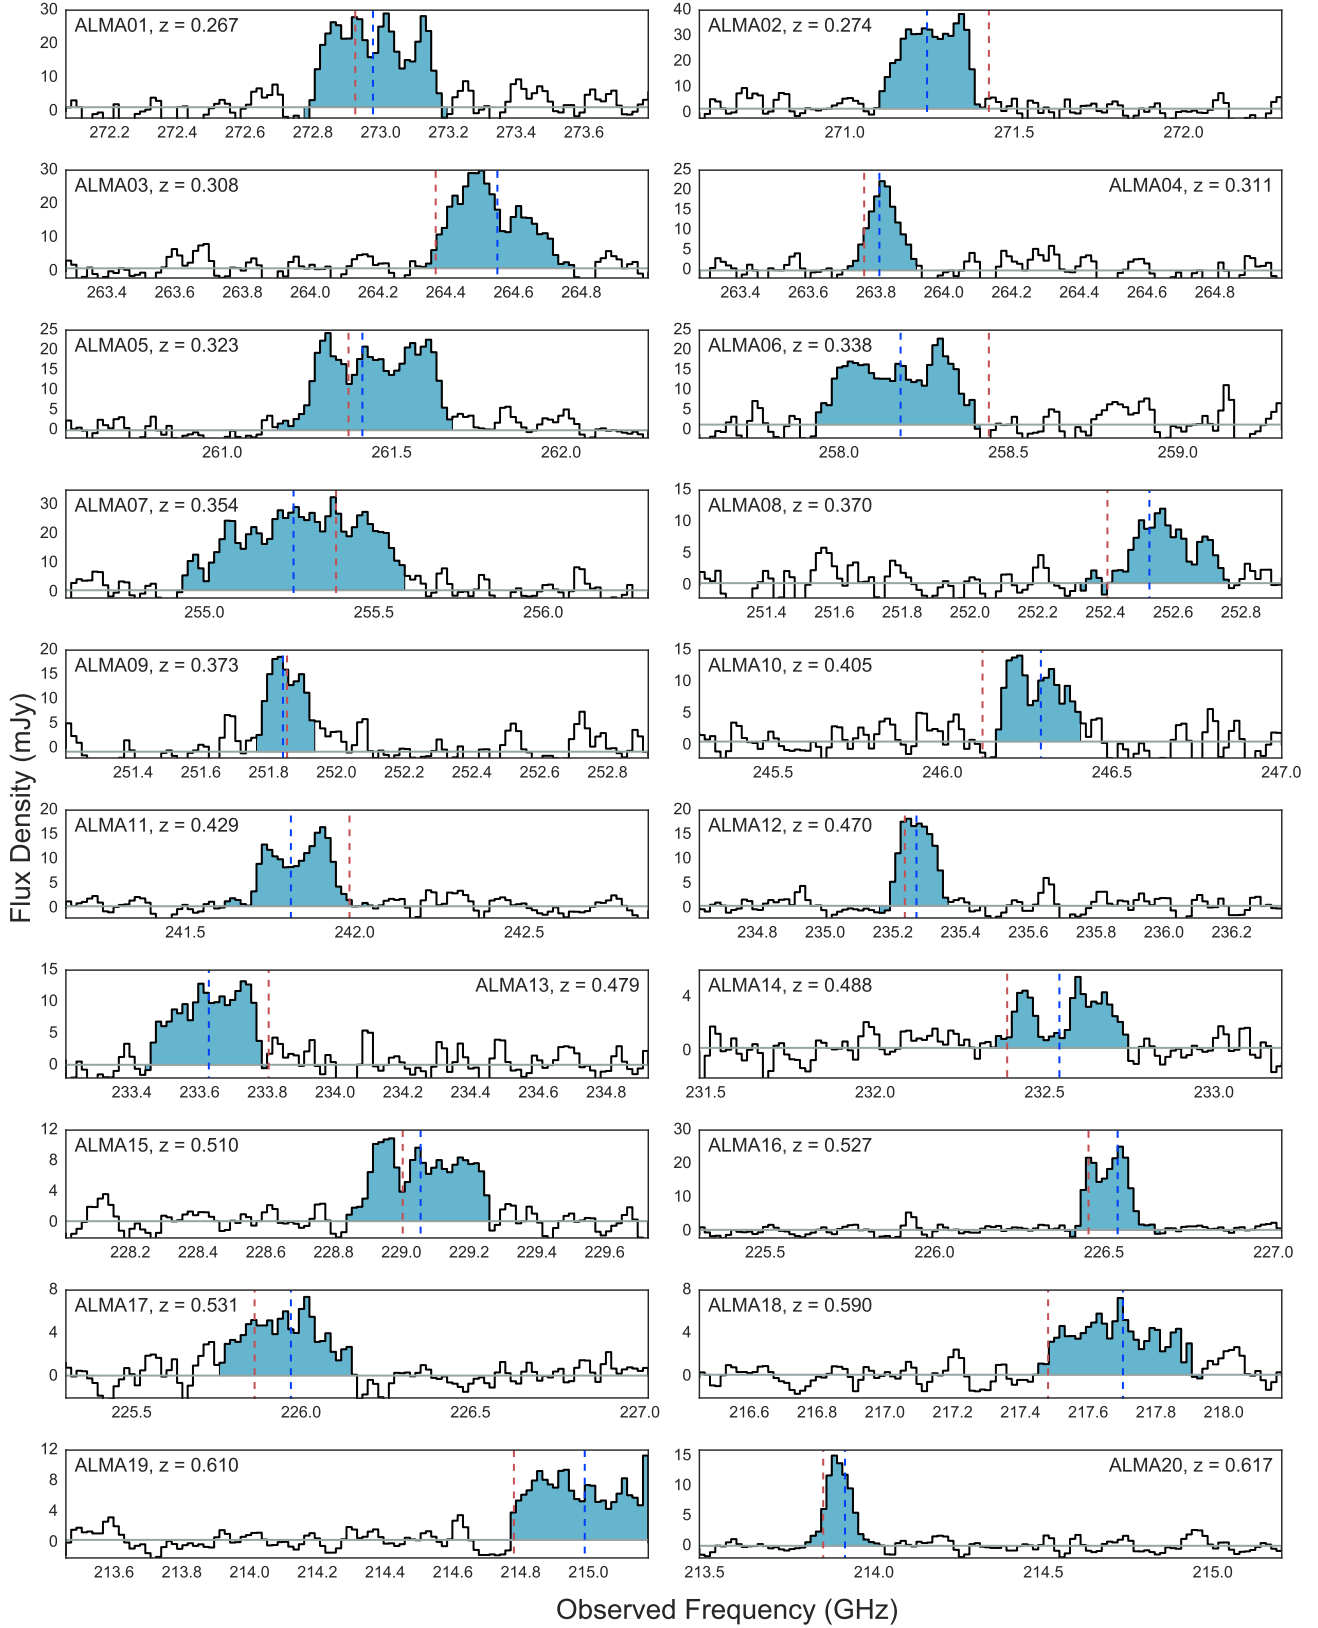 ALMA01, z = 0.267
30
20
10
0
272.2 272.4 272.6 272.8 273.0 273.2 273.4 273.6
ALMA02, z = 0.274
40
30
20
10
0
271.0 271.5 272.0
ALMA03, z = 0.308
30
20
10
0
263.4 263.6 263.8 264.0 264.2 264.4 264.6 264.8
ALMA04, z = 0.311
25
20
15
10
5
0
263.4 263.6 263.8 264.0 264.2 264.4 264.6 264.8
ALMA05, z = 0.323
25
20
15
10
5
0
261.0 261.5 262.0
ALMA06, z = 0.338
25
20
15
10
5
0
258.0 258.5 259.0
ALMA07, z = 0.354
30
20
10
0
255.0 255.5 256.0
ALMA08, z = 0.370
15
10
5
0
251.4 251.6 251.8 252.0 252.2 252.4 252.6 252.8
ALMA09, z = 0.373
20
15
10
5
0
251.4 251.6 251.8 252.0 252.2 252.4 252.6 252.8
ALMA10, z = 0.405
15
10
5
0
245.5 246.0 246.5 247.0
ALMA11, z = 0.429
20
15
10
5
0
241.5 242.0 242.5
ALMA12, z = 0.470
20
15
10
5
0
234.8 235.0 235.2 235.4 235.6 235.8 236.0 236.2
ALMA13, z = 0.479
15
10
5
0
233.4 233.6 233.8 234.0 234.2 234.4 234.6 234.8
ALMA14, z = 0.488
4
0
231.5 232.0 232.5 233.0
ALMA15, z = 0.510
12
8
4
0
228.2 228.4 228.6 228.8 229.0 229.2 229.4 229.6
ALMA16, z = 0.527
30
20
10
0
225.5 226.0 226.5 227.0
ALMA17, z = 0.531
8
4
0
225.5 226.0 226.5 227.0
ALMA18, z = 0.590
8
4
0
216.6 216.8 217.0 217.2 217.4 217.6 217.8 218.0
ALMA19, z = 0.610
12
8
4
0
213.6 213.8 214.0 214.2 214.4 214.6 214.8 215.0
ALMA20, z = 0.617
15
10
5
0
213.5 214.0 214.5 215.0
Flux Density (mJy)
Observed Frequency (GHz)